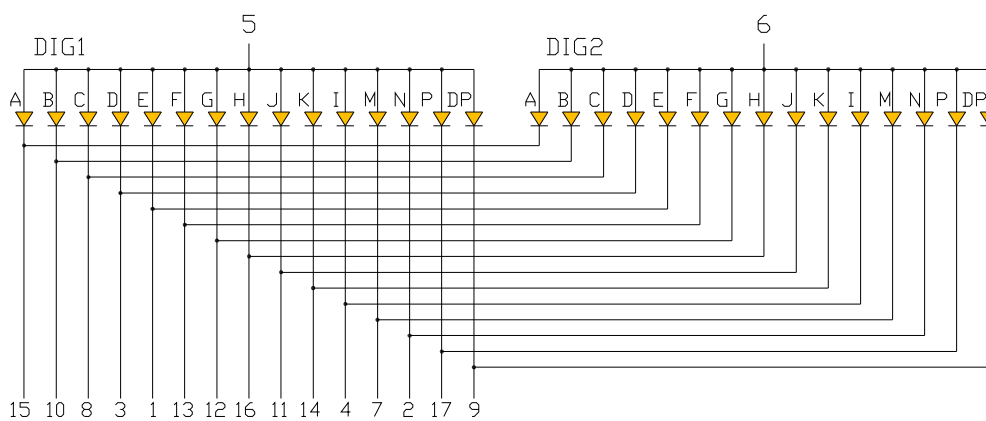 5 6
DIG1 DIG2
A B C D E F G H J K I M N P DP A B C D E F G H J K I M N P DP
15 10 8 3 1 13 12 16 11 14 4 7 2 17 9